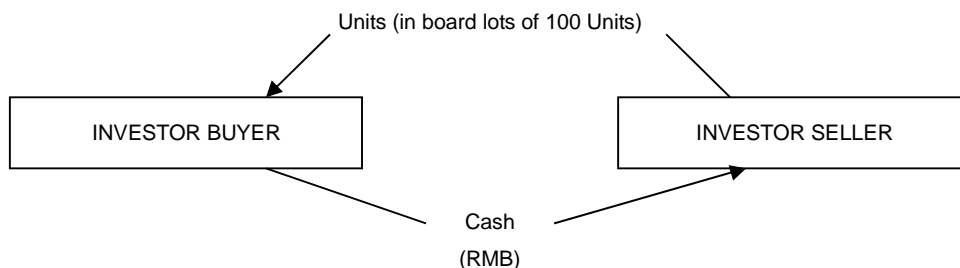 Units (in board lots of 100 Units)
INVESTOR BUYER
INVESTOR SELLER
Cash
(RMB)